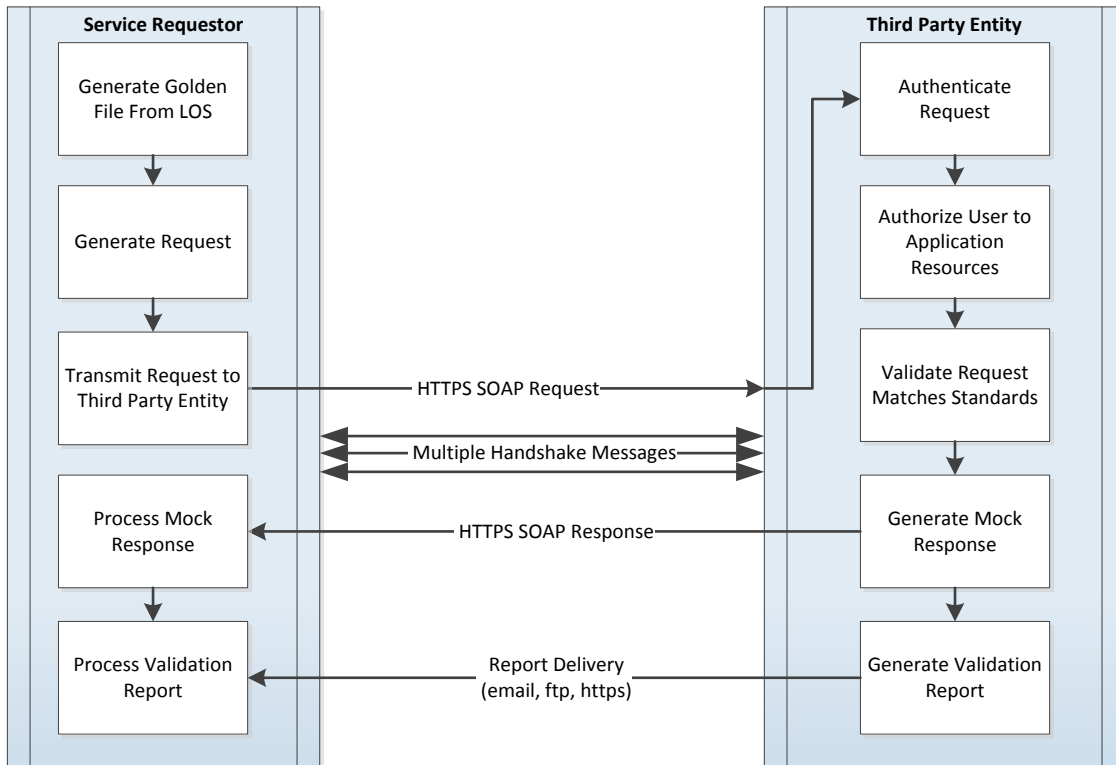 Service Requestor
Generate Golden
File From LOS
Generate Request
Transmit Request to
Third Party Entity
Process Mock
Response
Process Validation
Report
HTTPS SOAP Request
Multiple Handshake Messages
HTTPS SOAP Response
Report Delivery
(email, ftp, https)
Third Party Entity
Authenticate
Request
Authorize User to
Application
Resources
Validate Request
Matches Standards
Generate Mock
Response
Generate Validation
Report